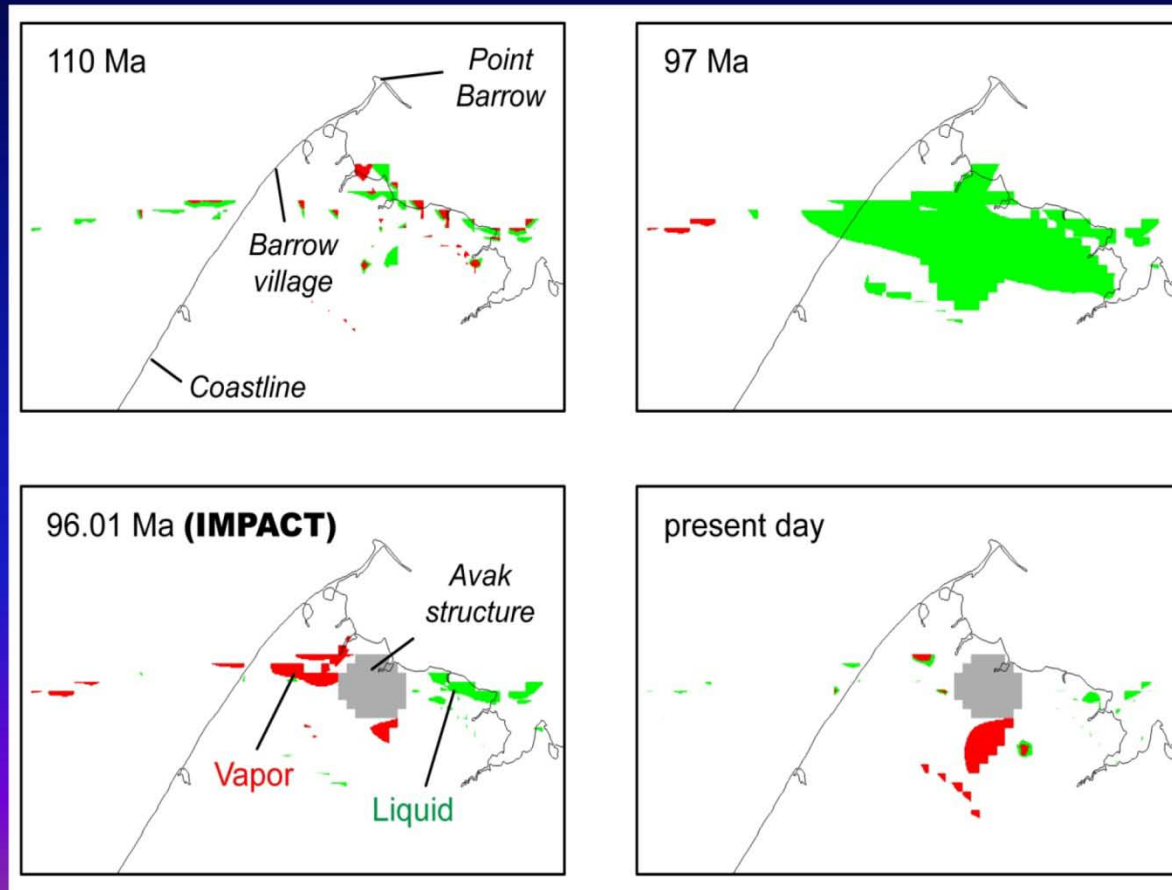 110 Ma
Point
Barrow
Barrow
village
Coastline
97 Ma
96.01 Ma (IMPACT)
Avak
structure
Vapor
Liquid
present day